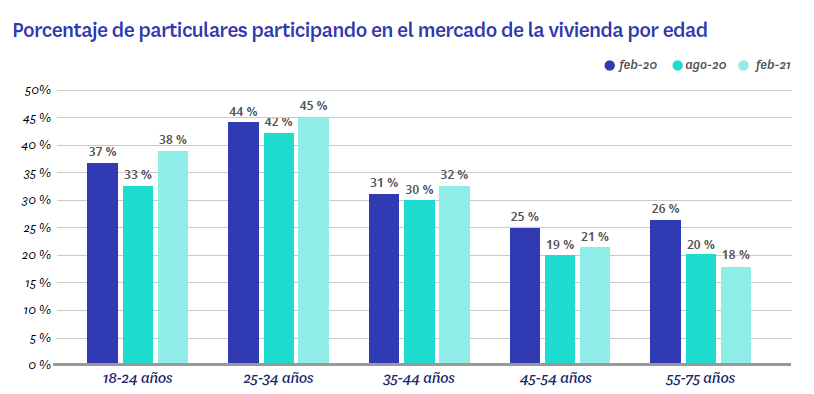 Porcentaje de particulares participando en el mercado de la vivienda por edad
feb-20 ago-20 feb-21
50%
45 %
40 %
35 %
30 %
25 %
20 %
15 %
10 %
5 %
0 %
37 % 33 % 38 %
44 % 42 % 45 %
31 % 30 % 32 %
25 % 19 % 21 %
26 % 20 % 18 %
18-24 años 25-34 años 35-44 años 45-54 años 55-75 años